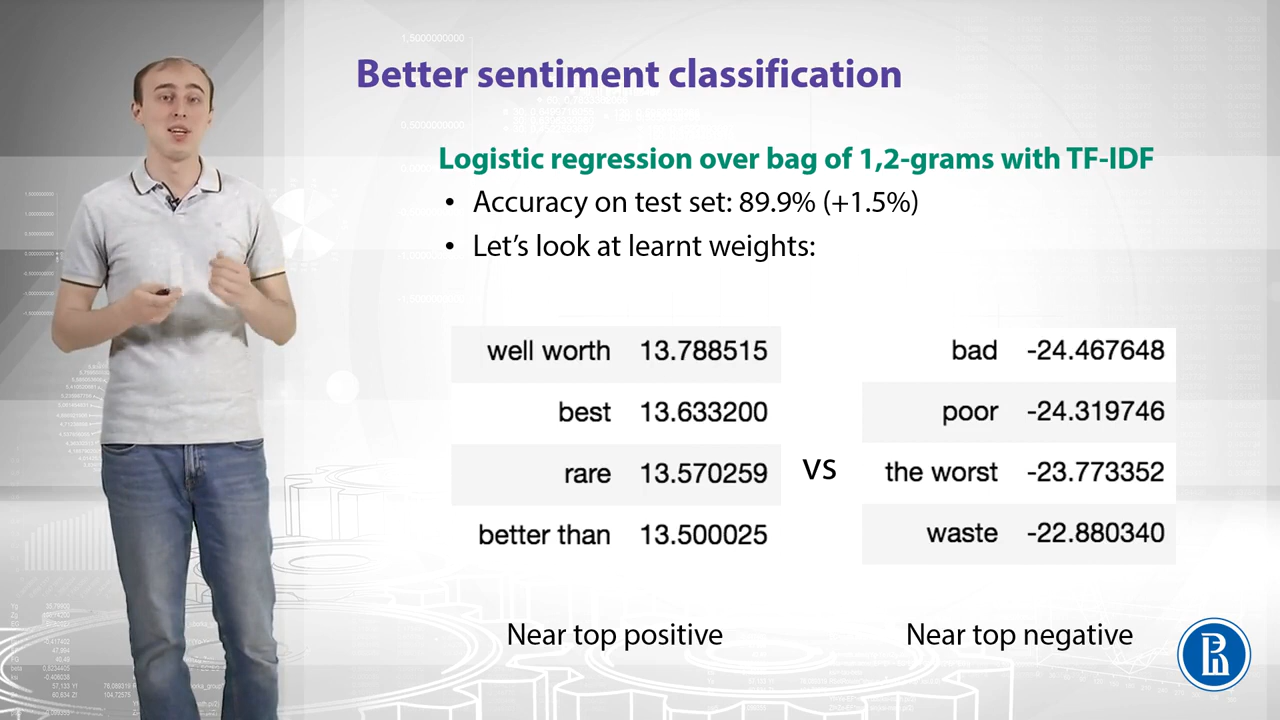 Better sentiment classification
Logistic regression over bag of 1,2-grams with TF-IDF
• Accuracy on test set: 89.9% (+1.5%)
• Let’s look at learnt weights:
well worth 13.788515
best 13.633200
rare 13.570259
better than 13.500025
vs
bad -24.467648
poor -24.319746
the worst -23.773352
waste -22.880340
Near top positive
Near top negative